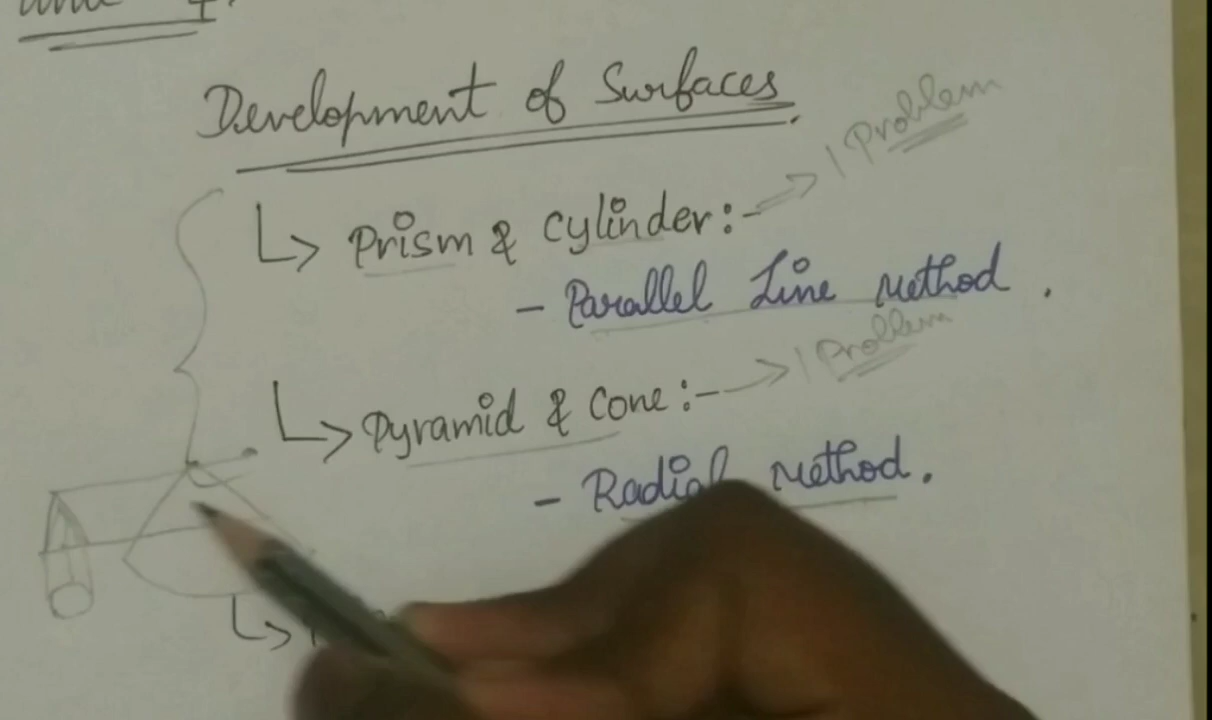 Development of Surfaces
↳ Prism & Cylinder:- → 1 Problem
- Parallel Line Method.
↳ Pyramid & Cone:- → 1 Problem
- Radial Method.